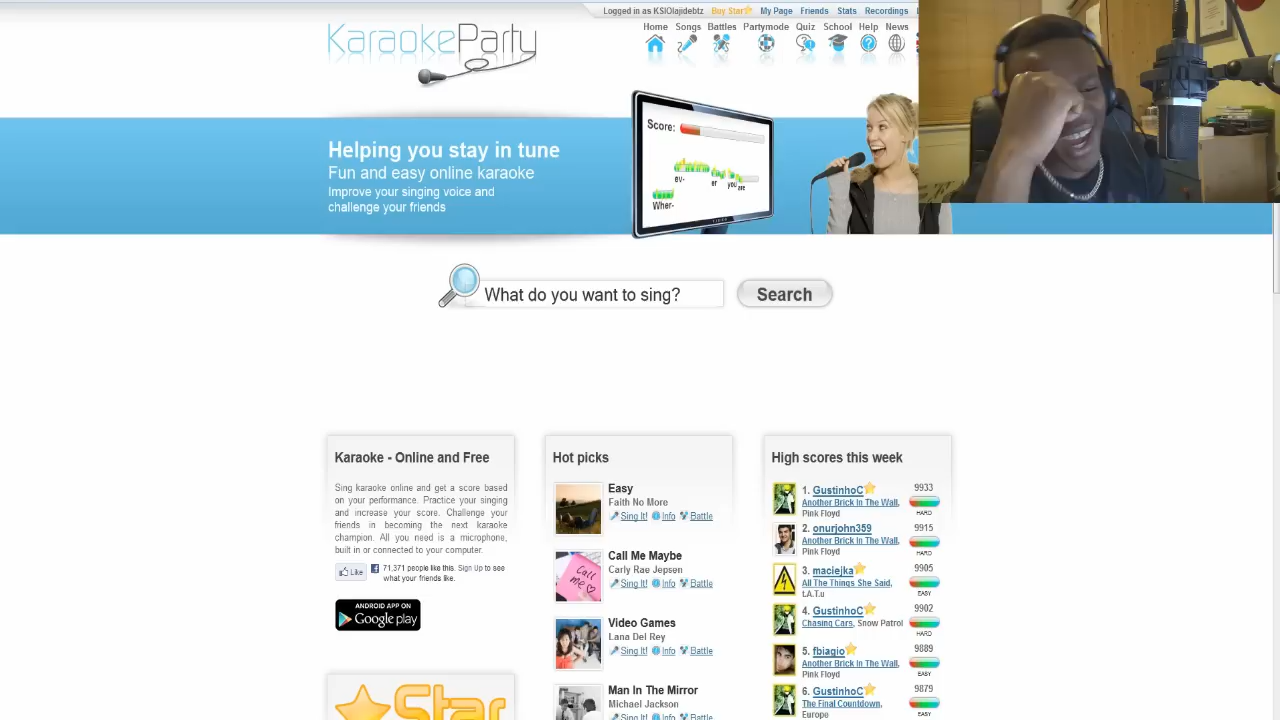 Logged in as KSIOlajidebtz Buy Star My Page Friends Stats Recordings
KaraokeParty
Home Songs Battles Partymode Quiz School Help News
Helping you stay in tune
Fun and easy online karaoke
Improve your singing voice and
challenge your friends
Score:
ev-
er
you
are
Wher-
What do you want to sing?
Search
Karaoke - Online and Free
Sing karaoke online and get a score based
on your performance. Practice your singing
and increase your score. Challenge your
friends in becoming the next karaoke
champion. All you need is a microphone,
built in or connected to your computer.
Like 71,371 people like this. Sign Up to see
what your friends like.
ANDROID APP ON
Google play
Star
Hot picks
Easy
Faith No More
Sing It! Info Battle
Call me
Call Me Maybe
Carly Rae Jepsen
Sing It! Info Battle
Video Games
Lana Del Rey
Sing It! Info Battle
Man In The Mirror
Michael Jackson
Sing It! Info Battle
High scores this week
1. GustinhoC 9933
Another Brick In The Wall,
Pink Floyd HARD
2. onurjohn359 9915
Another Brick In The Wall,
Pink Floyd HARD
3. maciejka 9905
All The Things She Said,
t.A.T.u EASY
4. GustinhoC 9902
Chasing Cars, Snow Patrol
HARD
5. fbiagio 9889
Another Brick In The Wall,
Pink Floyd EASY
6. GustinhoC 9879
The Final Countdown,
Europe EASY